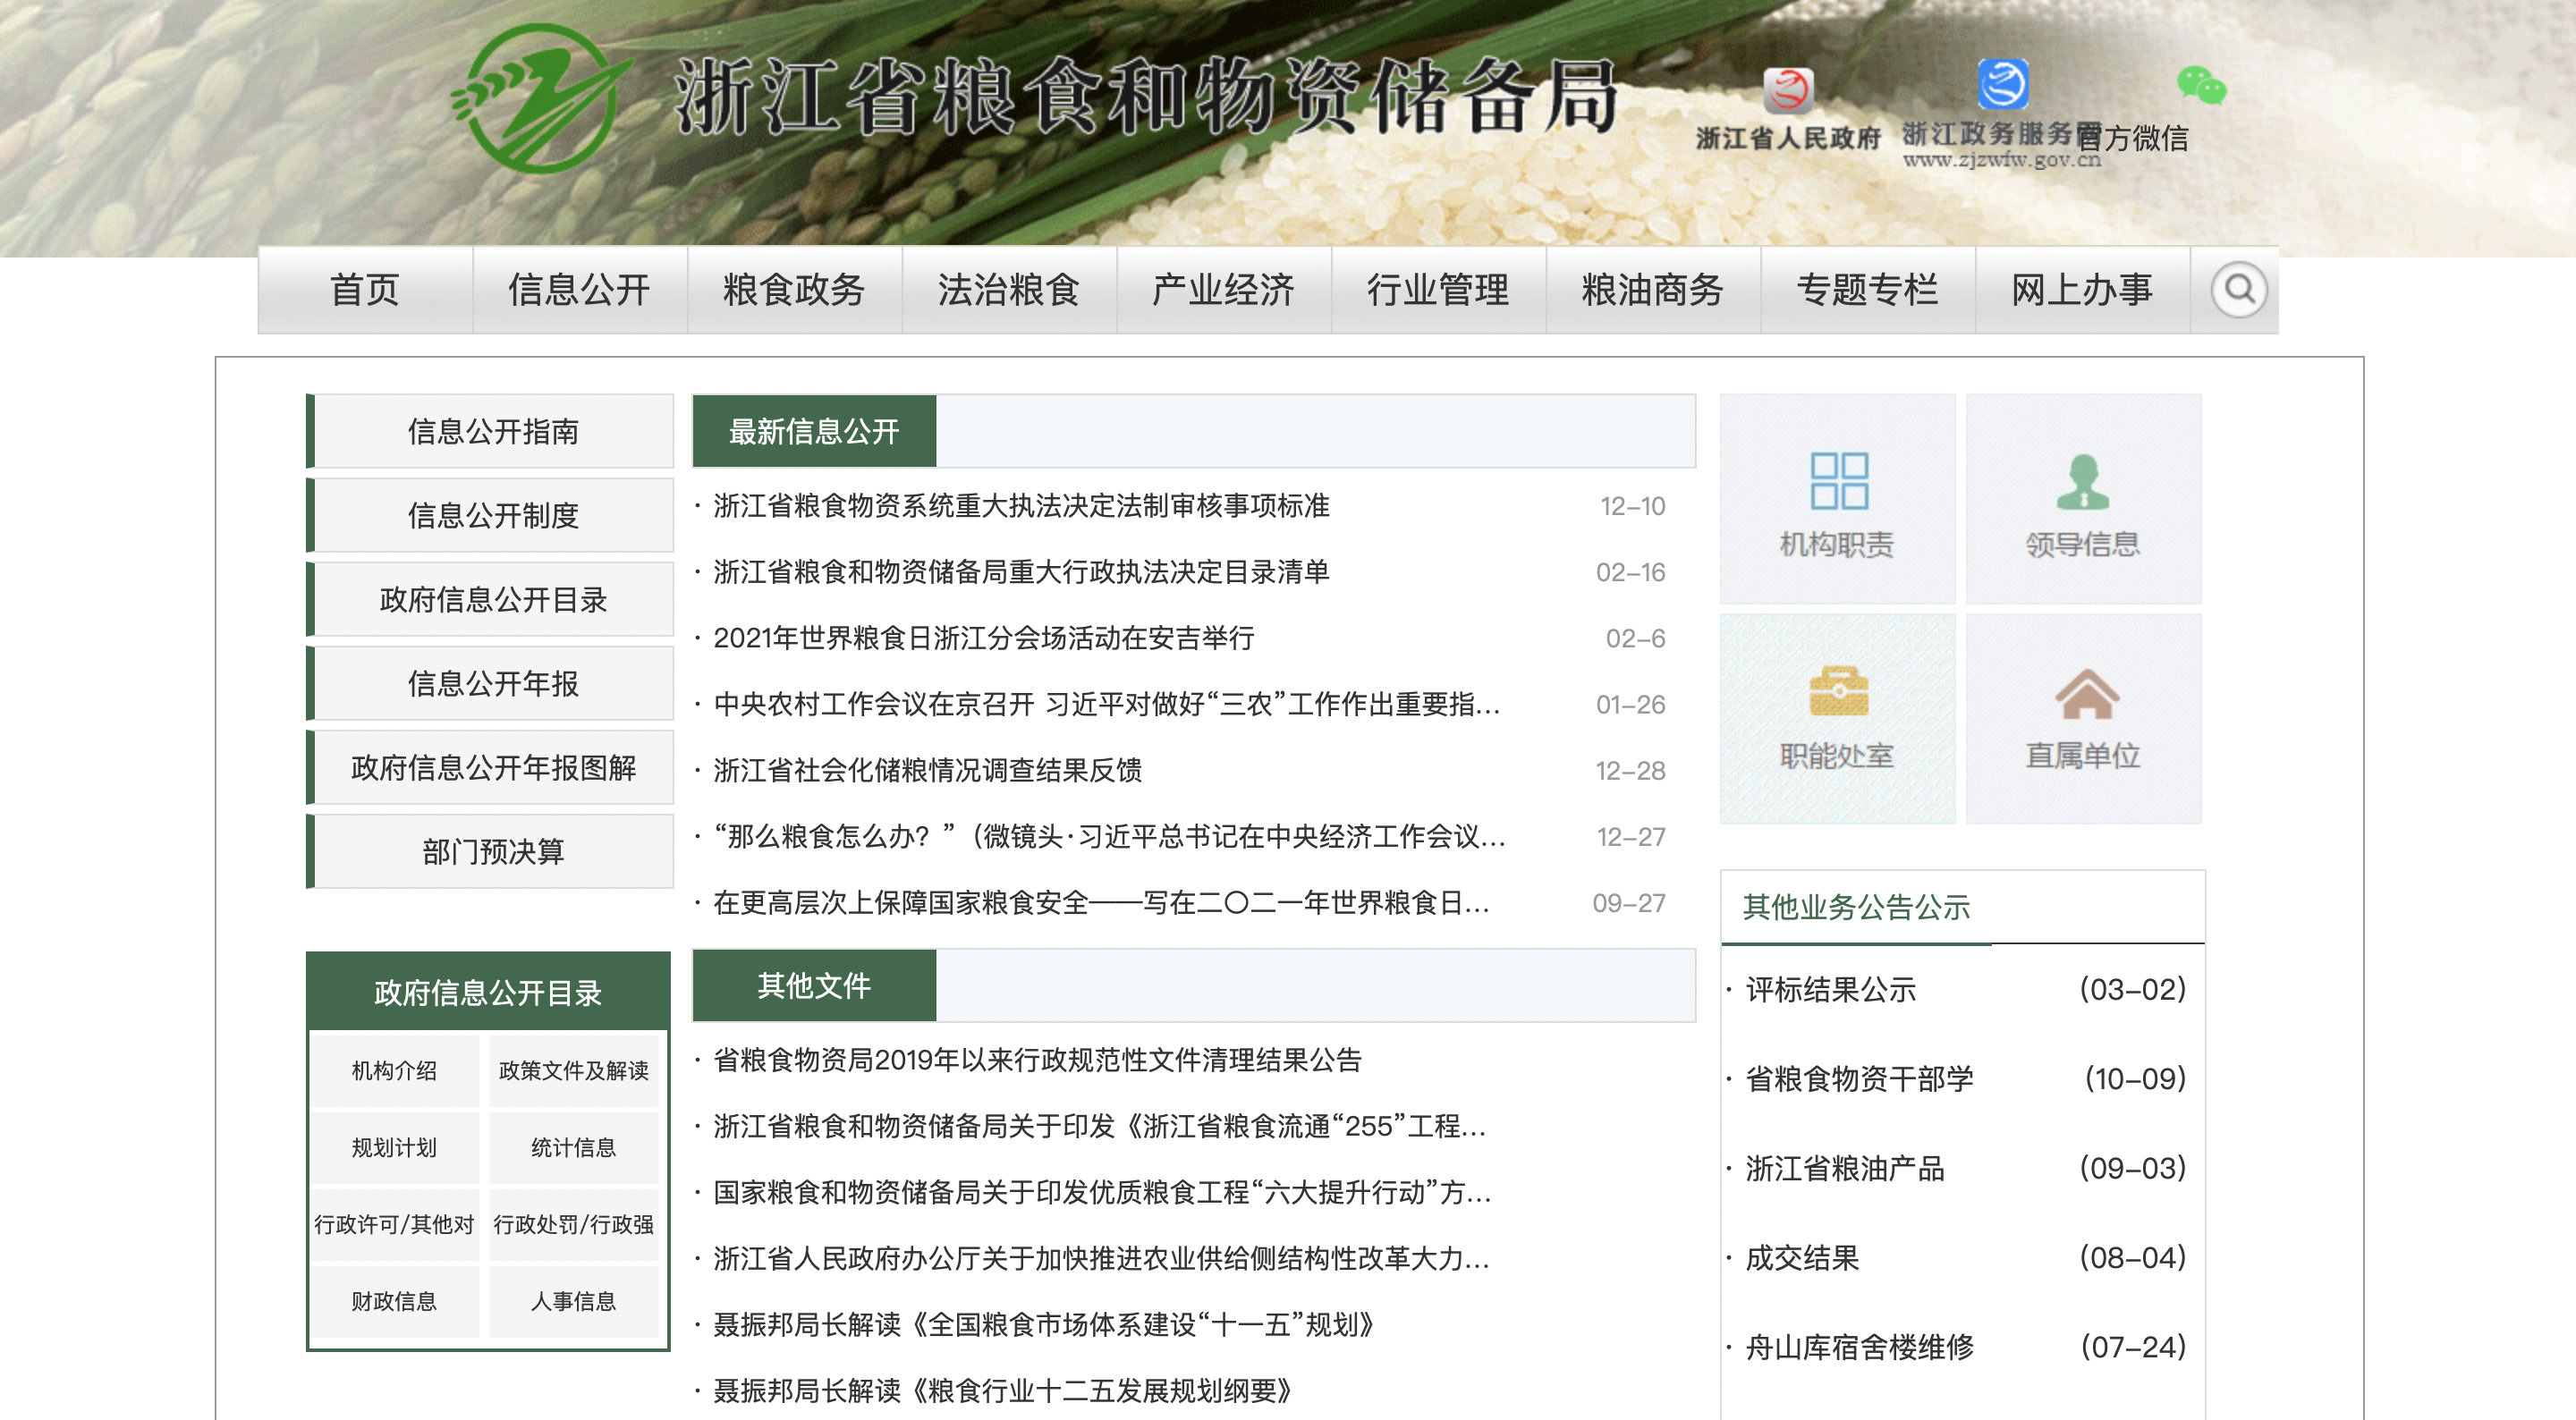 浙江省粮食和物资储备局
浙江省人民政府
浙江政务服务网
www.zjzwfw.gov.cn
官方微信
首页 信息公开 粮食政务 法治粮食 产业经济 行业管理 粮油商务 专题专栏 网上办事
信息公开指南
信息公开制度
政府信息公开目录
信息公开年报
政府信息公开年报图解
部门预决算
政府信息公开目录
机构介绍 政策文件及解读
规划计划 统计信息
行政许可/其他对 行政处罚/行政强
财政信息 人事信息
最新信息公开
· 浙江省粮食物资系统重大执法决定法制审核事项标准 12-10
· 浙江省粮食和物资储备局重大行政执法决定目录清单 02-16
· 2021年世界粮食日浙江分会场活动在安吉举行 02-6
· 中央农村工作会议在京召开 习近平对做好“三农”工作作出重要指... 01-26
· 浙江省社会化储粮情况调查结果反馈 12-28
· “那么粮食怎么办？”（微镜头·习近平总书记在中央经济工作会议... 12-27
· 在更高层次上保障国家粮食安全——写在二〇二一年世界粮食日... 09-27
其他文件
· 省粮食物资局2019年以来行政规范性文件清理结果公告
· 浙江省粮食和物资储备局关于印发《浙江省粮食流通“255”工程...
· 国家粮食和物资储备局关于印发优质粮食工程“六大提升行动”方...
· 浙江省人民政府办公厅关于加快推进农业供给侧结构性改革大力...
· 聂振邦局长解读《全国粮食市场体系建设“十一五”规划》
· 聂振邦局长解读《粮食行业十二五发展规划纲要》
机构职责 领导信息
职能处室 直属单位
其他业务公告公示
· 评标结果公示 (03-02)
· 省粮食物资干部学 (10-09)
· 浙江省粮油产品 (09-03)
· 成交结果 (08-04)
· 舟山库宿舍楼维修 (07-24)